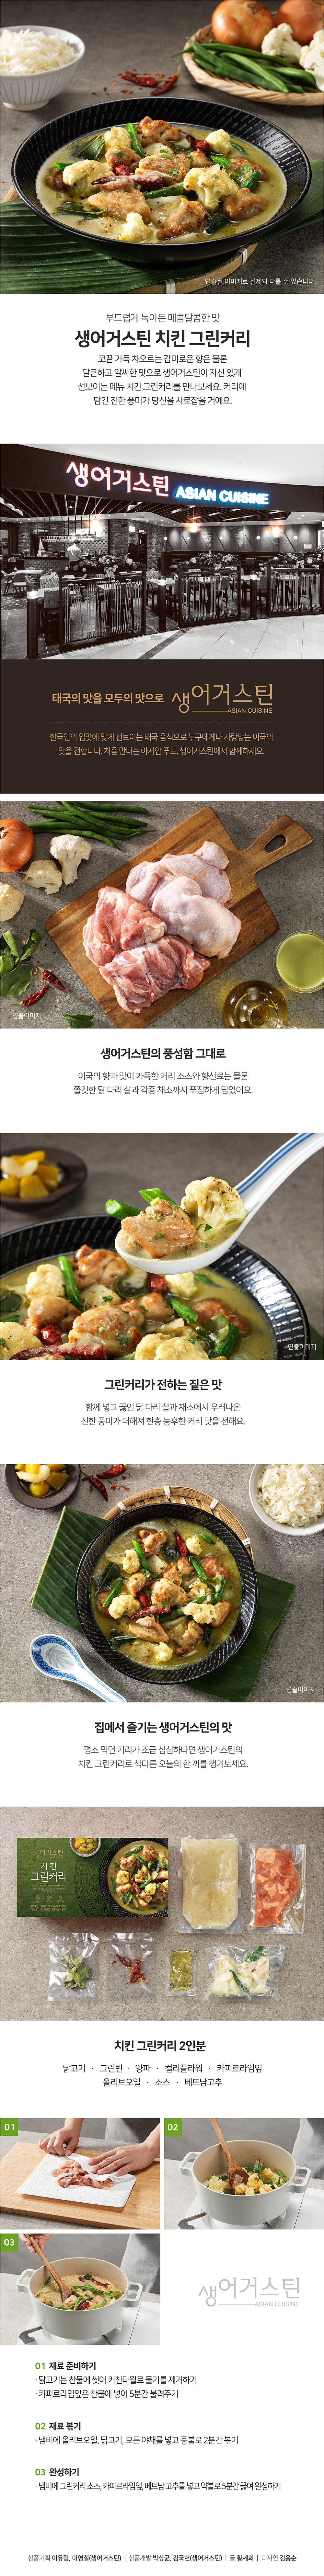 연출된 이미지로 실제와 다를 수 있습니다.
부드럽게 녹아든 매콤달콤한 맛
생어거스틴 치킨 그린커리
코끝 가득 차오르는 감미로운 향은 물론
달큰하고 알싸한 맛으로 생어거스틴이 자신 있게
선보이는 메뉴 치킨 그린커리를 만나보세요. 커리에
담긴 진한 풍미가 당신을 사로잡을 거예요.
생어거스틴 ASIAN CUISINE
태국의 맛을 모두의 맛으로 생어거스틴
ASIAN CUISINE
한국인의 입맛에 맞게 선보이는 태국 음식으로 누구에게나 사랑받는 이국의
맛을 전합니다. 처음 만나는 아시안 푸드, 생어거스틴에서 함께하세요.
연출이미지
생어거스틴의 풍성함 그대로
이국의 향과 맛이 가득한 커리 소스와 향신료는 물론
쫄깃한 닭 다리 살과 각종 채소까지 푸짐하게 담았어요.
연출이미지
그린커리가 전하는 짙은 맛
함께 넣고 끓인 닭 다리 살과 채소에서 우러나온
진한 풍미가 더해져 한층 농후한 커리 맛을 전해요.
연출이미지
집에서 즐기는 생어거스틴의 맛
평소 먹던 커리가 조금 심심하다면 생어거스틴의
치킨 그린커리로 색다른 오늘의 한 끼를 챙겨보세요.
생어거스틴
치킨
그린커리
치킨 그린커리 2인분
닭고기 · 그린빈 · 양파 · 컬리플라워 · 카피르라임잎
올리브오일 · 소스 · 베트남고추
01
02
03
생어거스틴
ASIAN CUISINE
01 재료 준비하기
· 닭고기는 찬물에 씻어 키친타월로 물기를 제거하기
· 카피르라임잎은 찬물에 넣어 5분간 불려주기
02 재료 볶기
· 냄비에 올리브오일, 닭고기, 모든 야채를 넣고 중불로 2분간 볶기
03 완성하기
· 냄비에 그린커리 소스, 카피르라임잎, 베트남 고추를 넣고 약불로 5분간 끓여 완성하기
상품기획 이유림, 이영철(생어거스틴) | 상품개발 박상균, 김국헌(생어거스틴) | 글 황세희 | 디자인 김용순